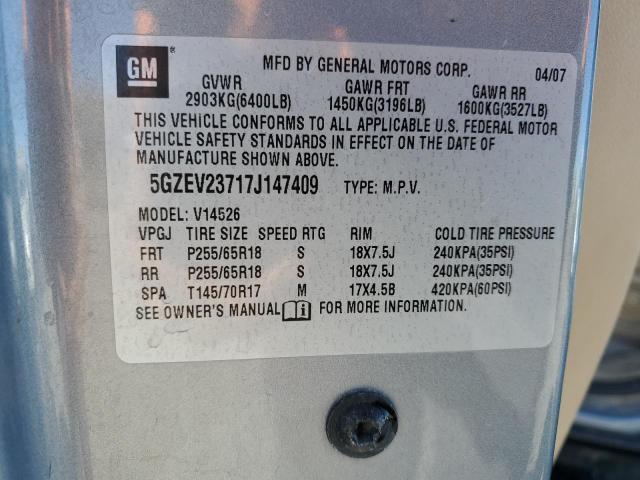 GM ®
MFD BY GENERAL MOTORS CORP. 04/07
GVWR GAWR FRT GAWR RR
2903KG(6400LB) 1450KG(3196LB) 1600KG(3527LB)
THIS VEHICLE CONFORMS TO ALL APPLICABLE U.S. FEDERAL MOTOR
VEHICLE SAFETY STANDARDS IN EFFECT ON THE DATE OF
MANUFACTURE SHOWN ABOVE.
5GZEV23717J147409 TYPE: M.P.V.
MODEL: V14526
VPGJ TIRE SIZE SPEED RTG RIM COLD TIRE PRESSURE
FRT P255/65R18 S 18X7.5J 240KPA(35PSI)
RR P255/65R18 S 18X7.5J 240KPA(35PSI)
SPA T145/70R17 M 17X4.5B 420KPA(60PSI)
SEE OWNER'S MANUAL FOR MORE INFORMATION.